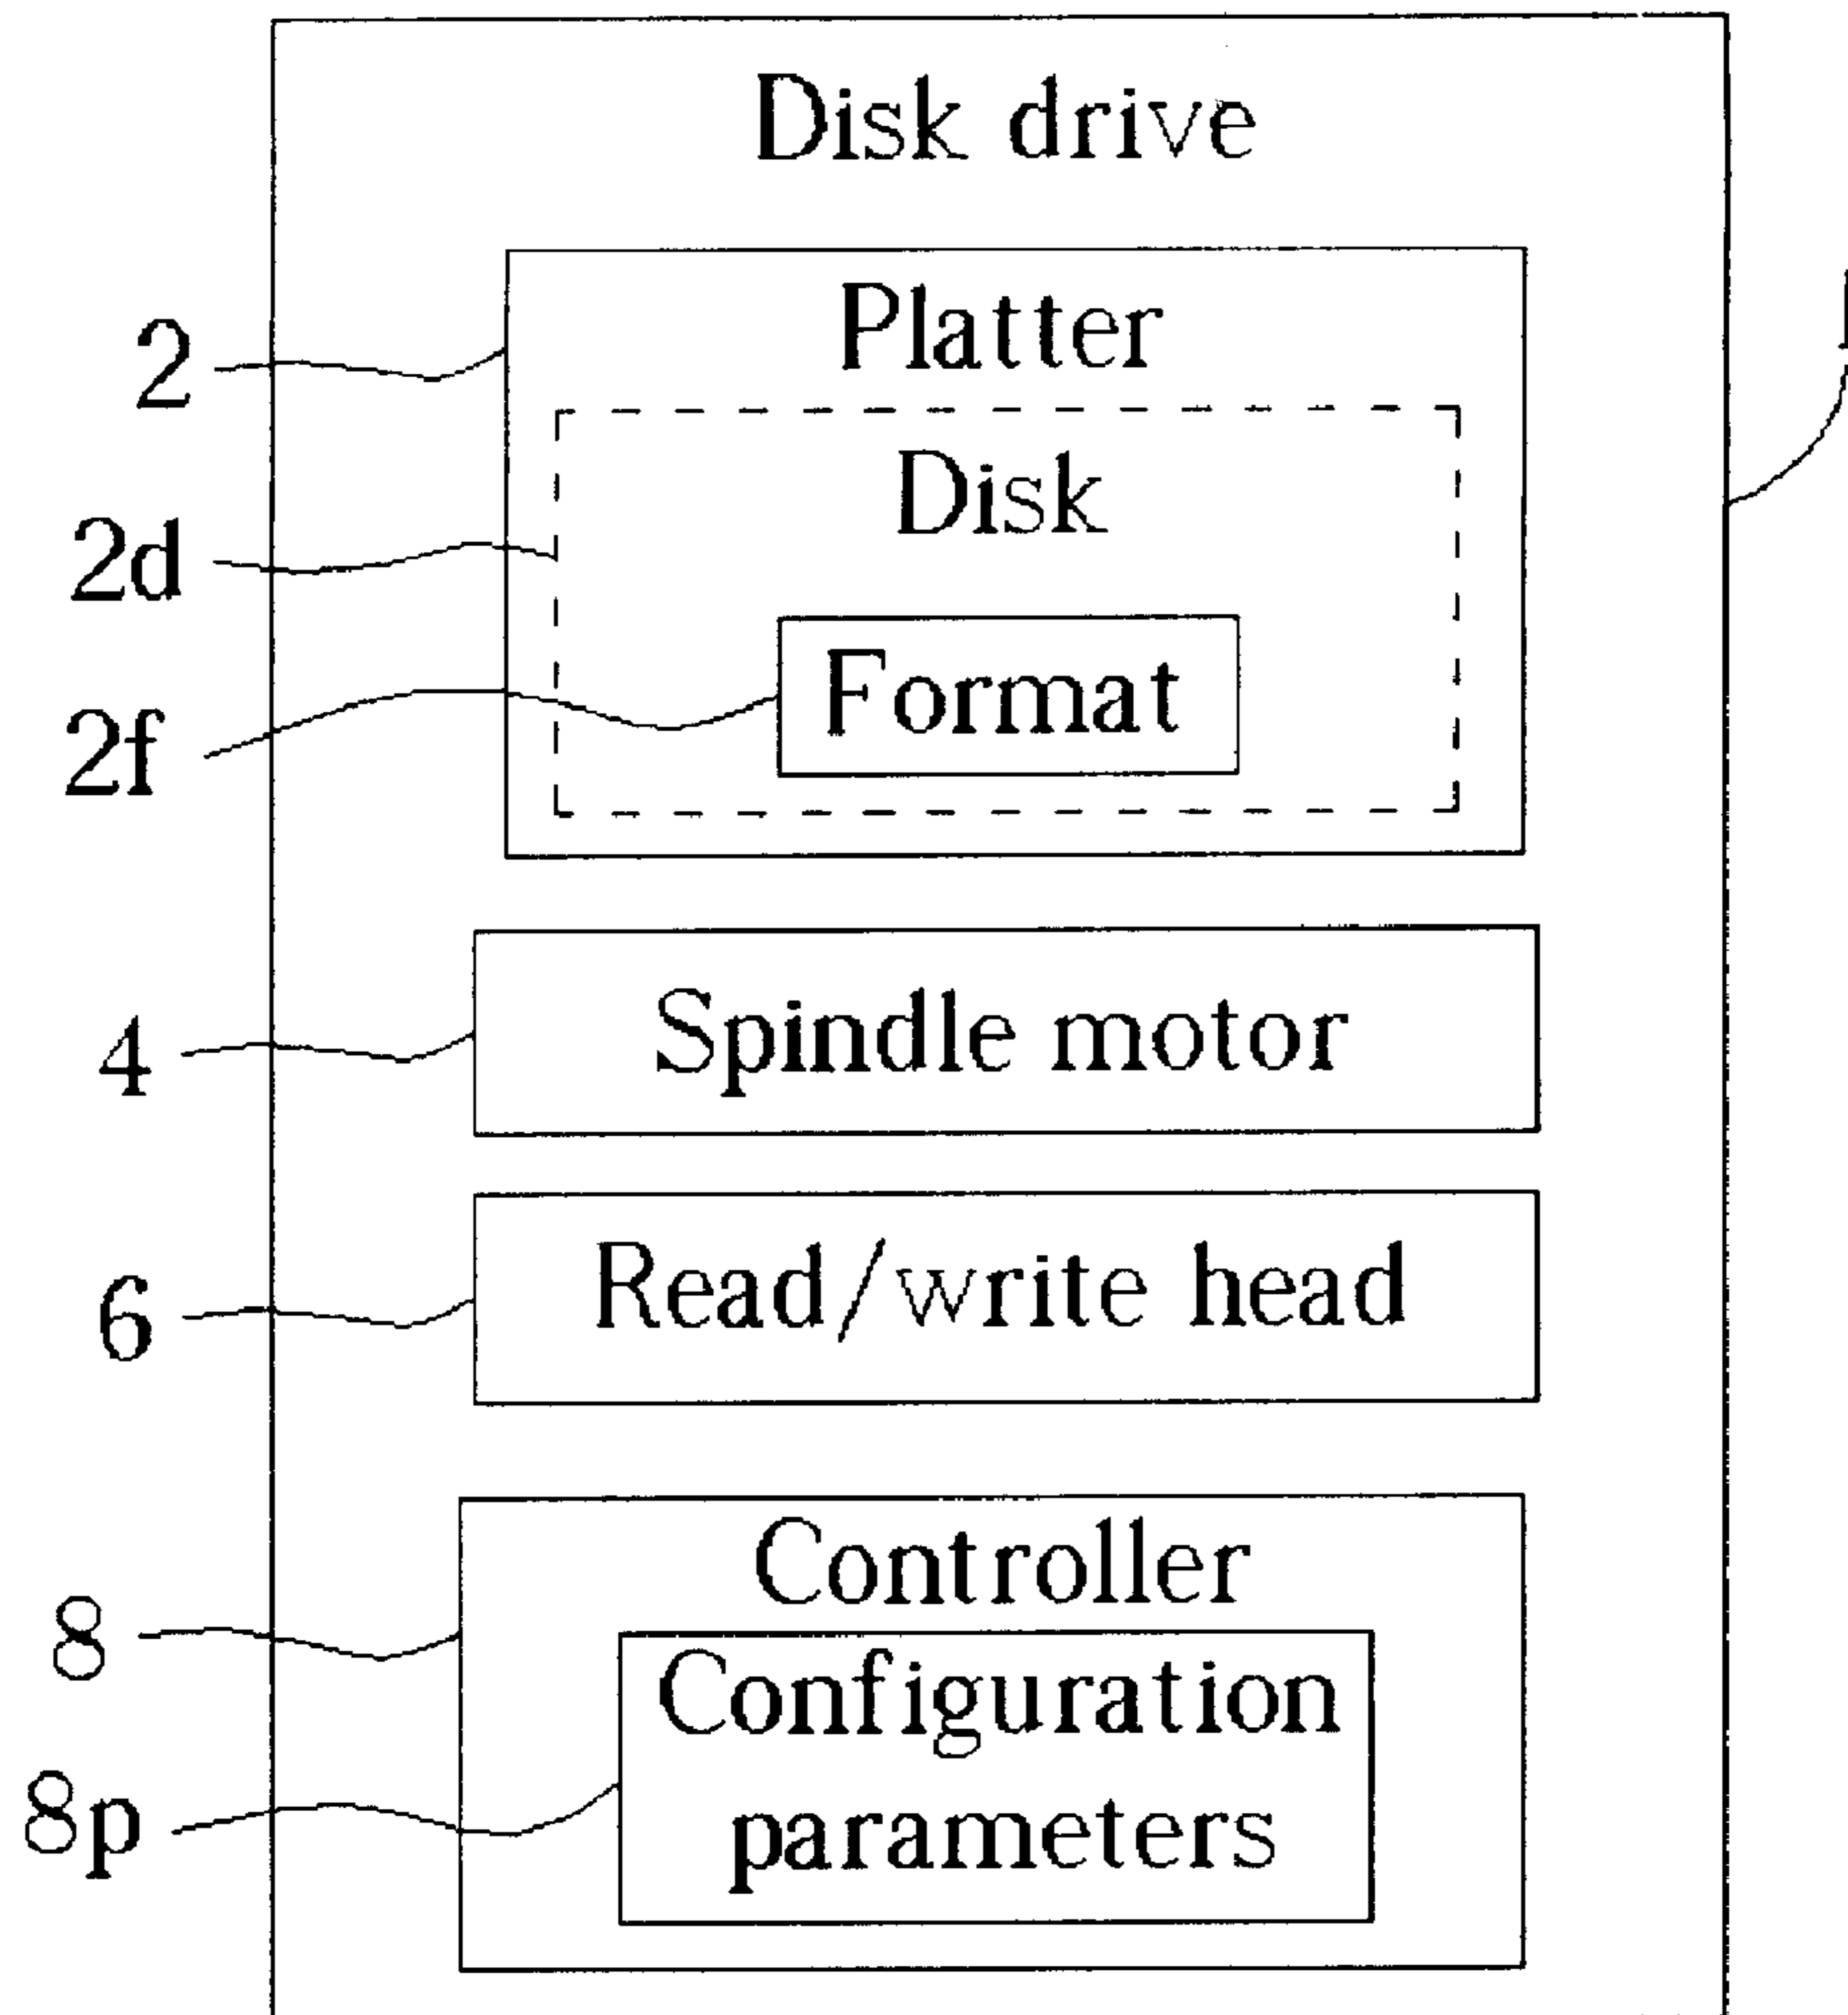 Disk drive
Platter
2
Disk
2d
Format
2f
Spindle motor
4
Read/write head
6
Controller
8
Configuration
parameters
8p